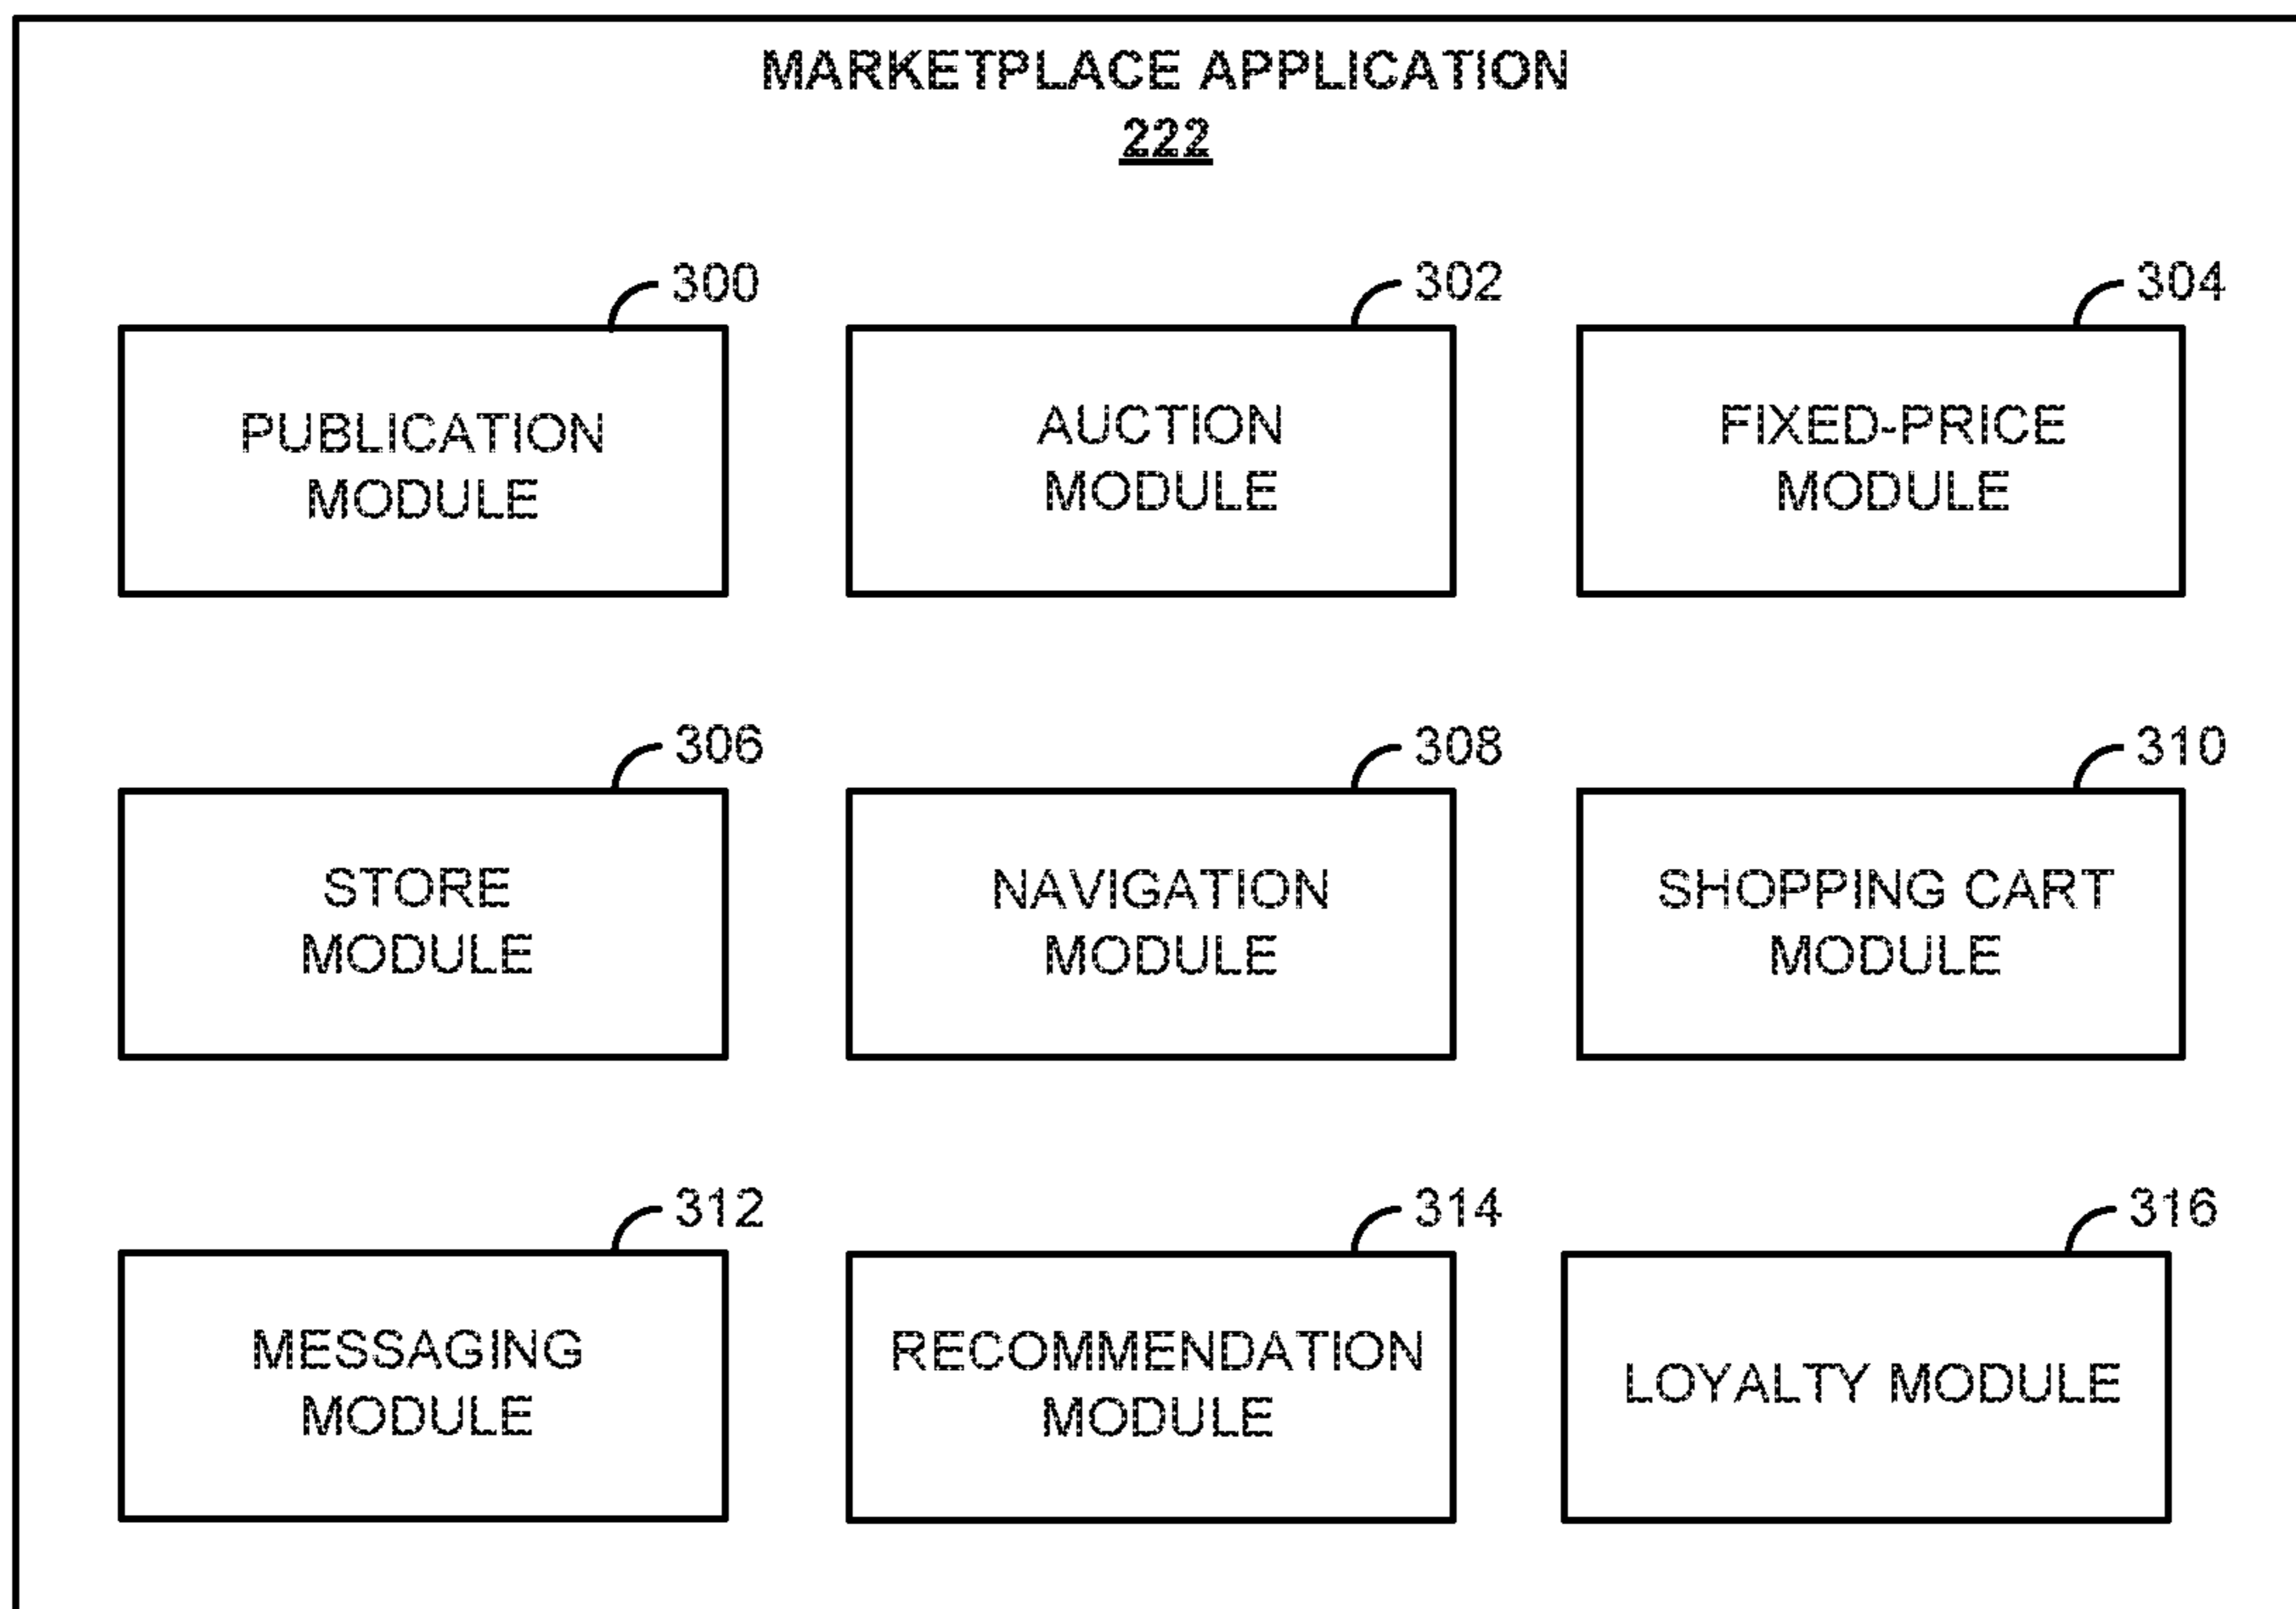 MARKETPLACE APPLICATION
222
300
302
304
PUBLICATION
MODULE
AUCTION
MODULE
FIXED-PRICE
MODULE
306
308
310
STORE
MODULE
NAVIGATION
MODULE
SHOPPING CART
MODULE
312
314
316
MESSAGING
MODULE
RECOMMENDATION
MODULE
LOYALTY MODULE